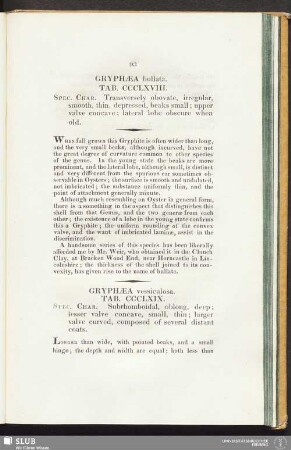 93
GRYPHÆA bullata.
TAB. CCCLXVIII.
Spec. Char. Transversely obovate, irregular,
smooth, thin, depressed, beaks small; upper
valve concave: lateral lobe obscure when
old.
When full grown this Gryphite is often wider than long,
and the very small beaks, although incurved, have not
the great degree of curvature common to other species
of the genus. In the young state the beaks are more
prominent, and the lateral lobe, although small, is distinct
and very different from the spurious ear sometimes ob-
servable in Oysters; the surface is smooth and undulated,
not imbricated; the substance uniformly thin, and the
point of attachment generally minute.
Although much resembling an Oyster in general form,
there is something in the aspect that distinguishes this
shell from that Genus, and the two genera from each
other; the existence of a lobe in the young state confirms
this a Gryphite; the uniform rounding of the convex
valve, and the want of imbricated laminæ, assist in the
discrimination.
A handsome series of this species has been liberally
afforded me by Mr. Weir, who obtained it in the Clunch
Clay, at Bracken Wood End, near Horncastle in Lin-
colnshire; the thickness of the shell joined to its con-
vexity, has given rise to the name of bullata.
GRYPHÆA vesiculosa.
TAB. CCCLXIX.
Spec. Char. Subrhomboidal, oblong, deep;
lesser valve concave, small, thin; larger
valve curved, composed of several distant
coats.
Longer than wide, with pointed beaks, and a small
hinge, the depth and width are equal; both less than
SLUB
Wir führen Wissen.